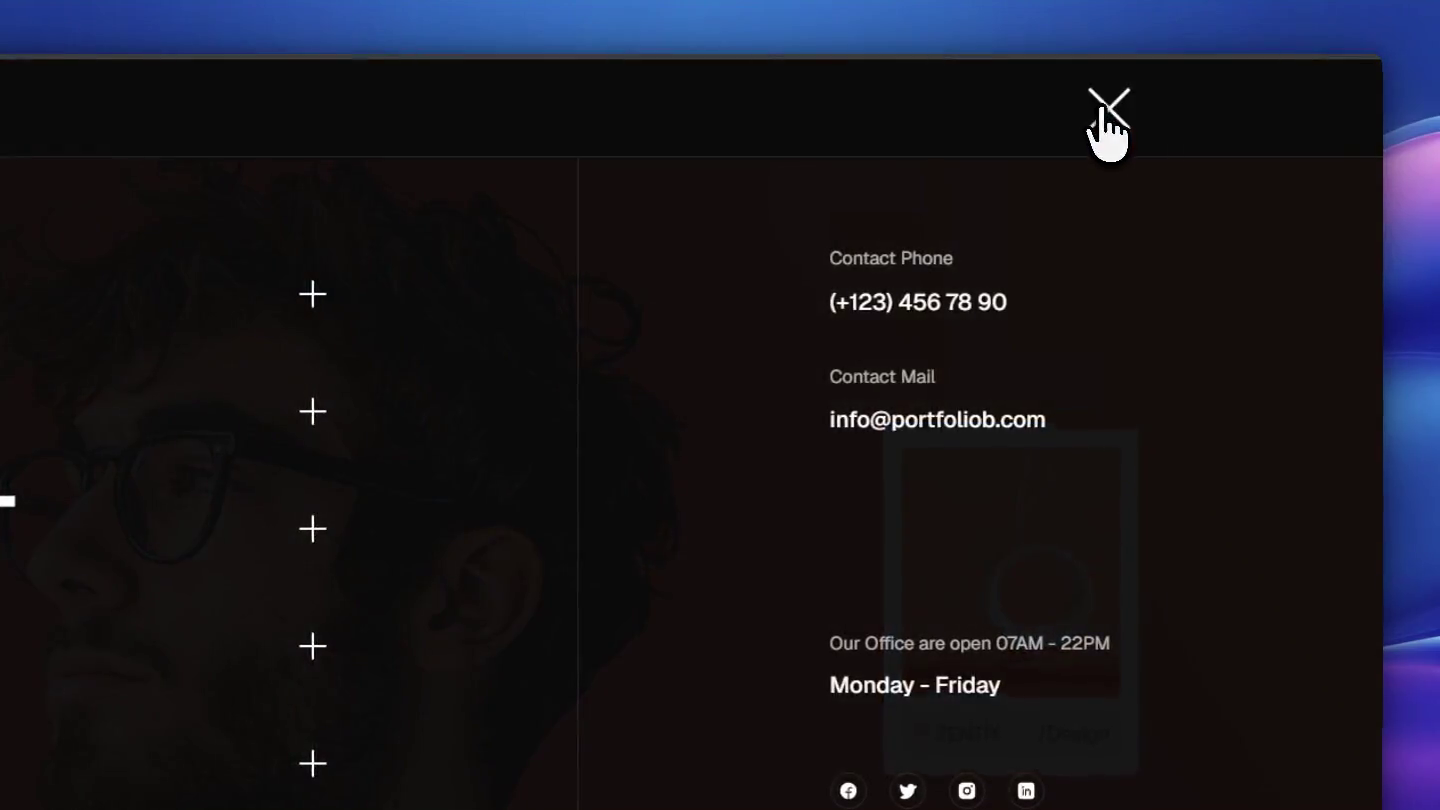 Contact Phone
(+123) 456 78 90
Contact Mail
info@portfoliob.com
Our Office are open 07AM - 22PM
Monday - Friday